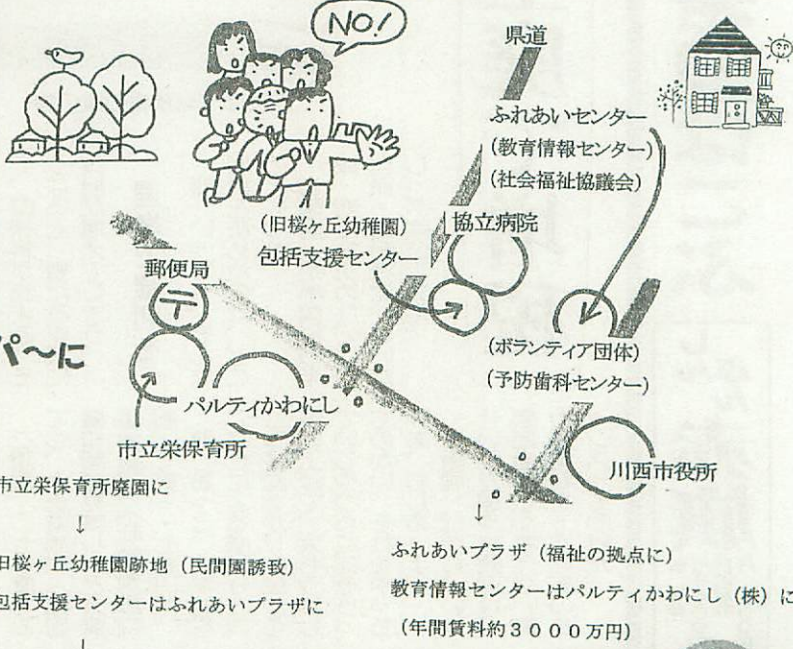 NO!
県道
ふれあいセンター
(教育情報センター)
(社会福祉協議会)
(旧桜ヶ丘幼稚園)
包括支援センター
協立病院
郵便局
〒
パ～に
(ボランティア団体)
(予防歯科センター)
パルティかわにし
市立栄保育所
川西市役所
市立栄保育所廃園に
↓
旧桜ヶ丘幼稚園跡地(民間園誘致)
包括支援センターはふれあいプラザに
↓
ふれあいプラザ(福祉の拠点に)
教育情報センターはパルティかわにし(株)に
(年間賃料約3000万円)